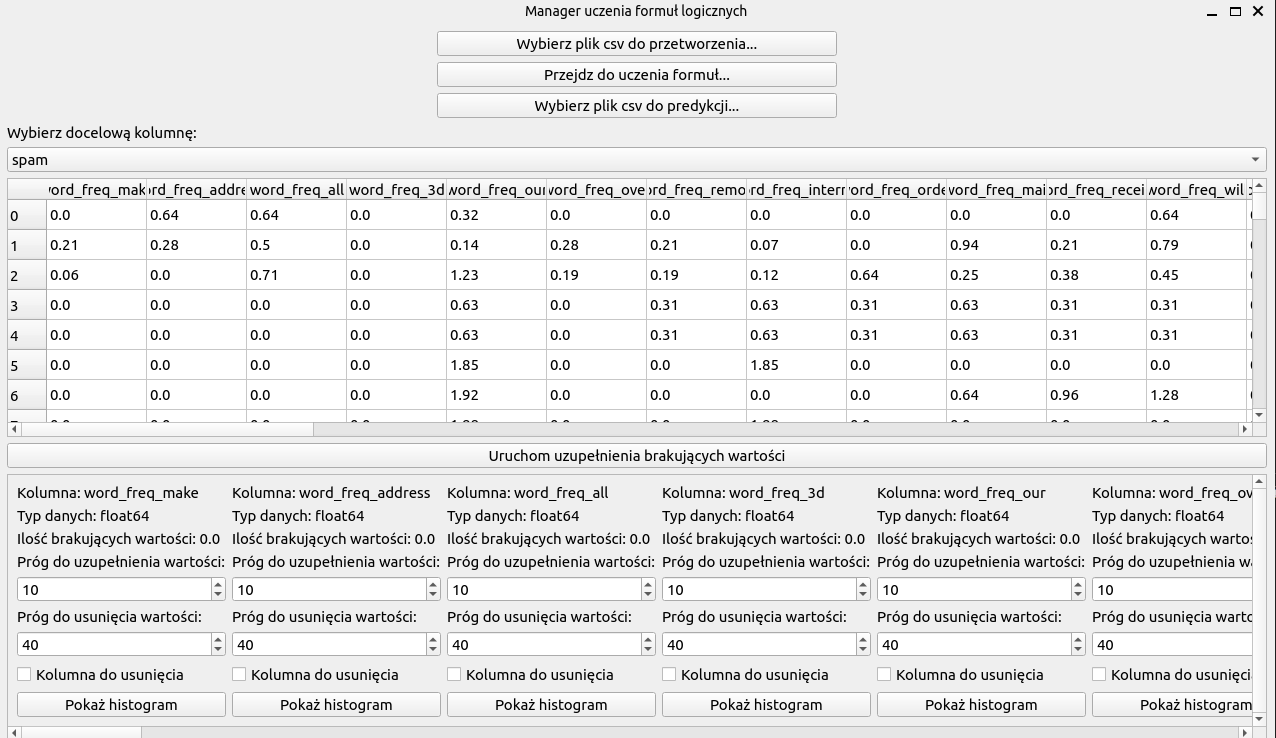 Manager uczenia formuł logicznych
Wybierz plik csv do przetworzenia...
Przejdz do uczenia formuł...
Wybierz plik csv do predykcji...
Wybierz docelową kolumnę:
spam
vord_freq_mak ord_freq_addre word_freq_all word_freq_3d word_freq_our vord_freq_ove ord_freq_remo rd_freq_intern vord_freq_orde word_freq_mai ord_freq_recei word_freq_wil
0 0.0 0.64 0.64 0.0 0.32 0.0 0.0 0.0 0.0 0.0 0.0 0.64
1 0.21 0.28 0.5 0.0 0.14 0.28 0.21 0.07 0.0 0.94 0.21 0.79
2 0.06 0.0 0.71 0.0 1.23 0.19 0.19 0.12 0.64 0.25 0.38 0.45
3 0.0 0.0 0.0 0.0 0.63 0.0 0.31 0.63 0.31 0.63 0.31 0.31
4 0.0 0.0 0.0 0.0 0.63 0.0 0.31 0.63 0.31 0.63 0.31 0.31
5 0.0 0.0 0.0 0.0 1.85 0.0 0.0 1.85 0.0 0.0 0.0 0.0
6 0.0 0.0 0.0 0.0 1.92 0.0 0.0 0.0 0.0 0.64 0.96 1.28
Uruchom uzupełnienia brakujących wartości
Kolumna: word_freq_make Kolumna: word_freq_address Kolumna: word_freq_all Kolumna: word_freq_3d Kolumna: word_freq_our Kolumna: word_freq_ov
Typ danych: float64 Typ danych: float64 Typ danych: float64 Typ danych: float64 Typ danych: float64 Typ danych: float64
Ilość brakujących wartości: 0.0 Ilość brakujących wartości: 0.0 Ilość brakujących wartości: 0.0 Ilość brakujących wartości: 0.0 Ilość brakujących wartości: 0.0 Ilość brakujących wartoś
Próg do uzupełnienia wartości: Próg do uzupełnienia wartości: Próg do uzupełnienia wartości: Próg do uzupełnienia wartości: Próg do uzupełnienia wartości: Próg do uzupełnienia wa
10 10 10 10 10 10
Próg do usunięcia wartości: Próg do usunięcia wartości: Próg do usunięcia wartości: Próg do usunięcia wartości: Próg do usunięcia wartości: Próg do usunięcia wartoś
40 40 40 40 40 40
Kolumna do usunięcia Kolumna do usunięcia Kolumna do usunięcia Kolumna do usunięcia Kolumna do usunięcia Kolumna do usunięci
Pokaż histogram Pokaż histogram Pokaż histogram Pokaż histogram Pokaż histogram Pokaż histogram